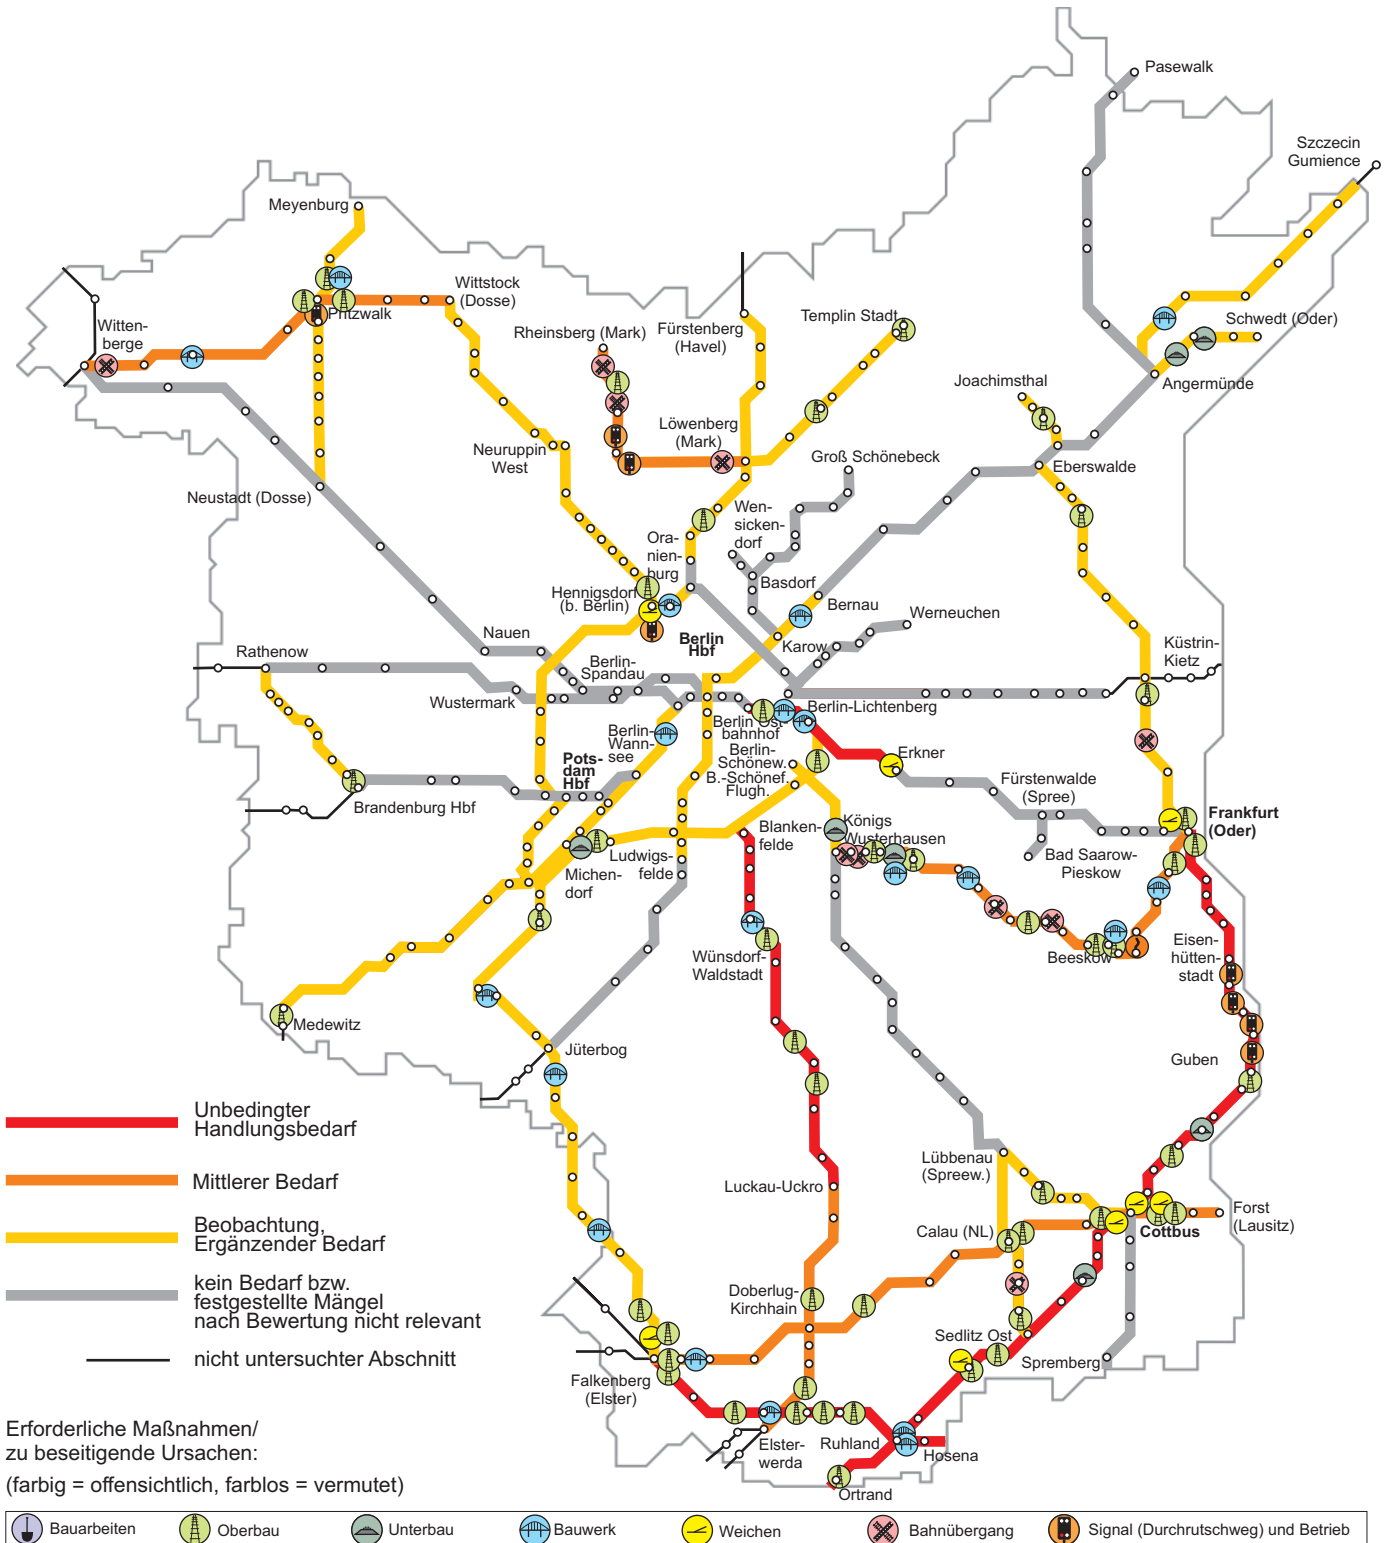 Pasewalk
Szczecin
Gumience
Meyenburg
Wittstock
(Dosse)
Pritzwalk
Witten-
berge
Rheinsberg (Mark)
Fürstenberg
(Havel)
Templin Stadt
Schwedt (Oder)
Angermünde
Joachimsthal
Löwenberg
(Mark)
Neuruppin
West
Groß Schönebeck
Eberswalde
Neustadt (Dosse)
Wen-
sicken-
dorf
Ora-
nien-
burg
Basdorf
Hennigsdorf
(b. Berlin)
Bernau
Werneuchen
Nauen
Berlin
Hbf
Karow
Küstrin-
Kietz
Rathenow
Berlin-
Spandau
Wustermark
Berlin-Lichtenberg
Berlin Ost-
bahnhof
Berlin-
Wann-
see
Berlin-
Schönew.
B.-Schönef.
Flugh.
Erkner
Pots-
dam
Hbf
Fürstenwalde
(Spree)
Brandenburg Hbf
Frankfurt
(Oder)
Blanken-
felde
Königs
Wusterhausen
Bad Saarow-
Pieskow
Ludwigs-
felde
Michen-
dorf
Wünsdorf-
Waldstadt
Beeskow
Eisen-
hütten-
stadt
Medewitz
Jüterbog
Guben
Unbedingter
Handlungsbedarf
Mittlerer Bedarf
Beobachtung,
Ergänzender Bedarf
kein Bedarf bzw.
festgestellte Mängel
nach Bewertung nicht relevant
nicht untersuchter Abschnitt
Lübbenau
(Spreew.)
Luckau-Uckro
Calau (NL)
Cottbus
Forst
(Lausitz)
Doberlug-
Kirchhain
Sedlitz Ost
Spremberg
Falkenberg
(Elster)
Elster-
werda
Ruhland
Hosena
Ortrand
Erforderliche Maßnahmen/
zu beseitigende Ursachen:
(farbig = offensichtlich, farblos = vermutet)
Bauarbeiten
Oberbau
Unterbau
Bauwerk
Weichen
Bahnübergang
Signal (Durchrutschweg) und Betrieb